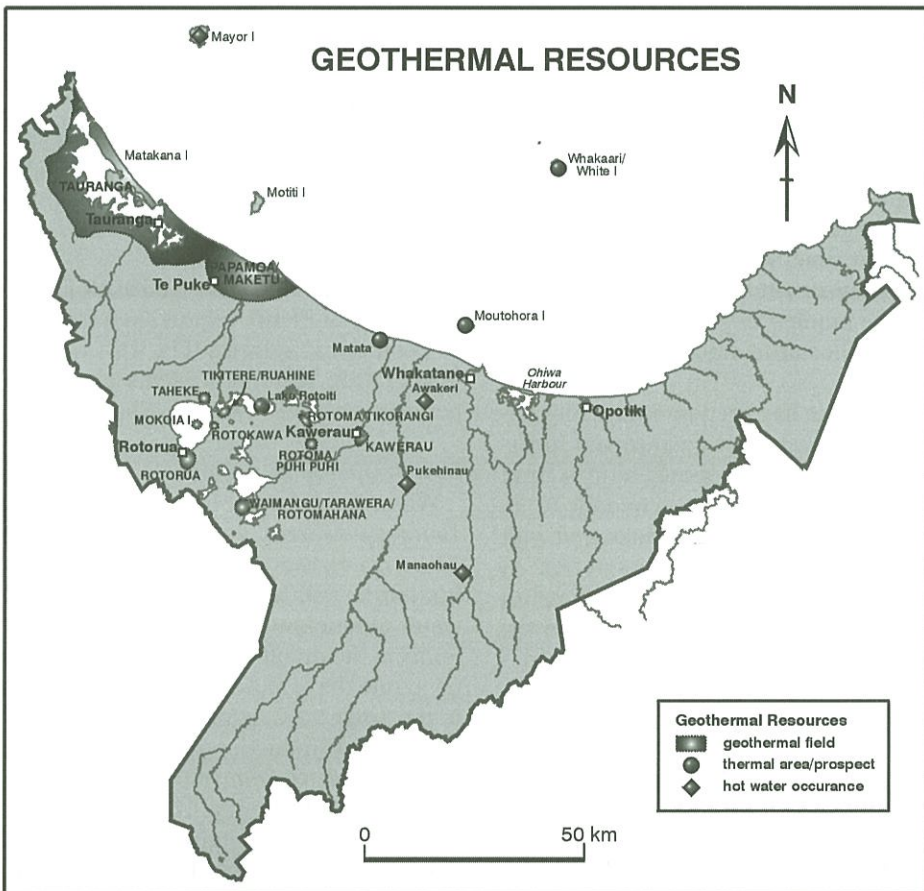 Mayor I
GEOTHERMAL RESOURCES
N
Matakana I
Whakaari/
White I
TAURANGA
Motiti I
Tauranga
PAPAMOA/
MAKETU
Te Puke
Moutohora I
Matata
Whakatane
Ohiwa
Harbour
TIKITERE/RUAHINE
Awakeri
TAHEKE
Lake Rotoiti
Opotiki
MOKOIA I
ROTOMA/TIKORANGI
ROTOKAWA
Kawerau
KAWERAU
Rotorua
ROTOMA/
PUHI PUHI
ROTORUA
Pukehinau
WAIMANGU/TARAWERA/
ROTOMAHANA
Manaohau
Geothermal Resources
geothermal field
thermal area/prospect
hot water occurance
0 50 km